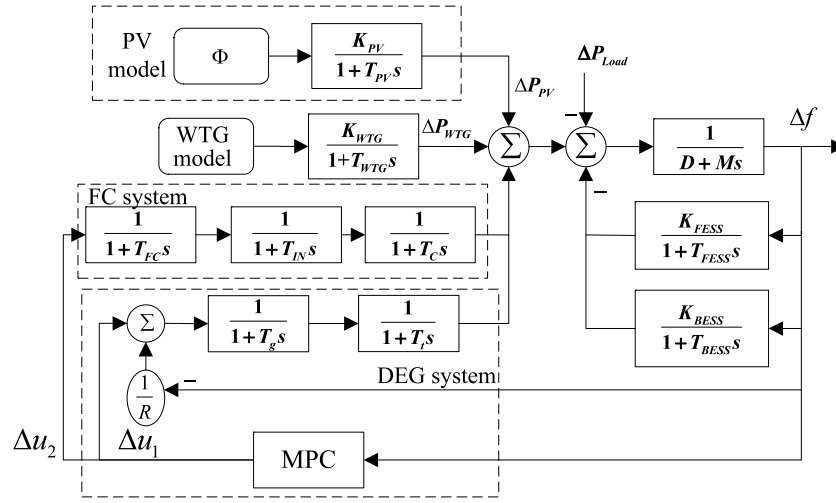 PV
model
Φ
K_PV
1+T_PV s
ΔP_PV
ΔP_Load
−
WTG
model
K_WTG
1+T_WTG s
ΔP_WTG
Σ
Σ
1
D+Ms
Δf
−
FC system
1
1+T_FC s
1
1+T_IN s
1
1+T_C s
K_FESS
1+T_FESS s
K_BESS
1+T_BESS s
Σ
1
1+T_g s
1
1+T_t s
DEG system
1
R
−
Δu_2
Δu_1
MPC